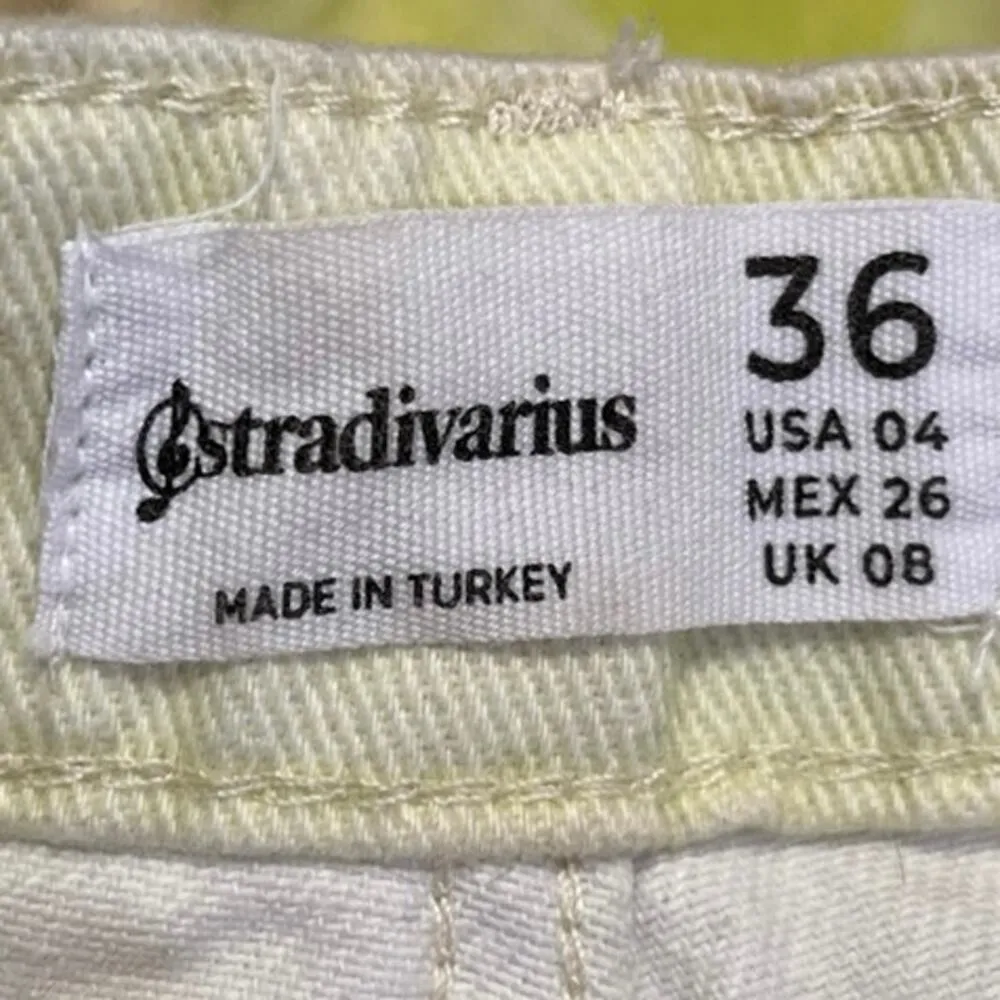 stradivarius
MADE IN TURKEY
36
USA 04
MEX 26
UK 08